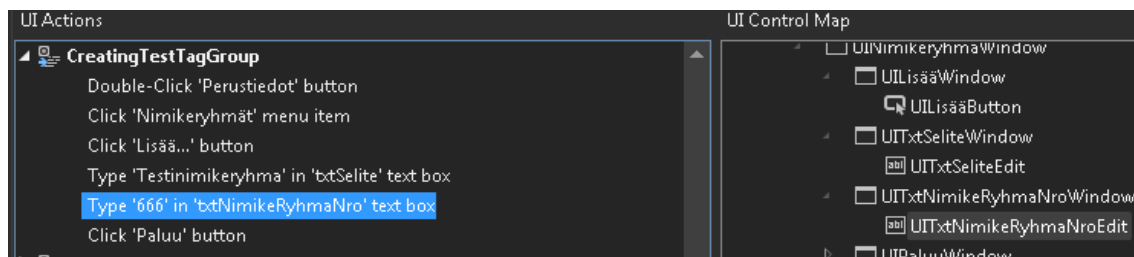 UI Actions
CreatingTestTagGroup
Double-Click 'Perustiedot' button
Click 'Nimikeryhmät' menu item
Click 'Lisää...' button
Type 'Testinimikeryhma' in 'txtSelite' text box
Type '666' in 'txtNimikeRyhmaNro' text box
Click 'Paluu' button
UI Control Map
UINimikeryhmaWindow
UILisääWindow
UILisääButton
UITxtSeliteWindow
UITxtSeliteEdit
UITxtNimikeRyhmaNroWindow
UITxtNimikeRyhmaNroEdit
UIPaluuWindow